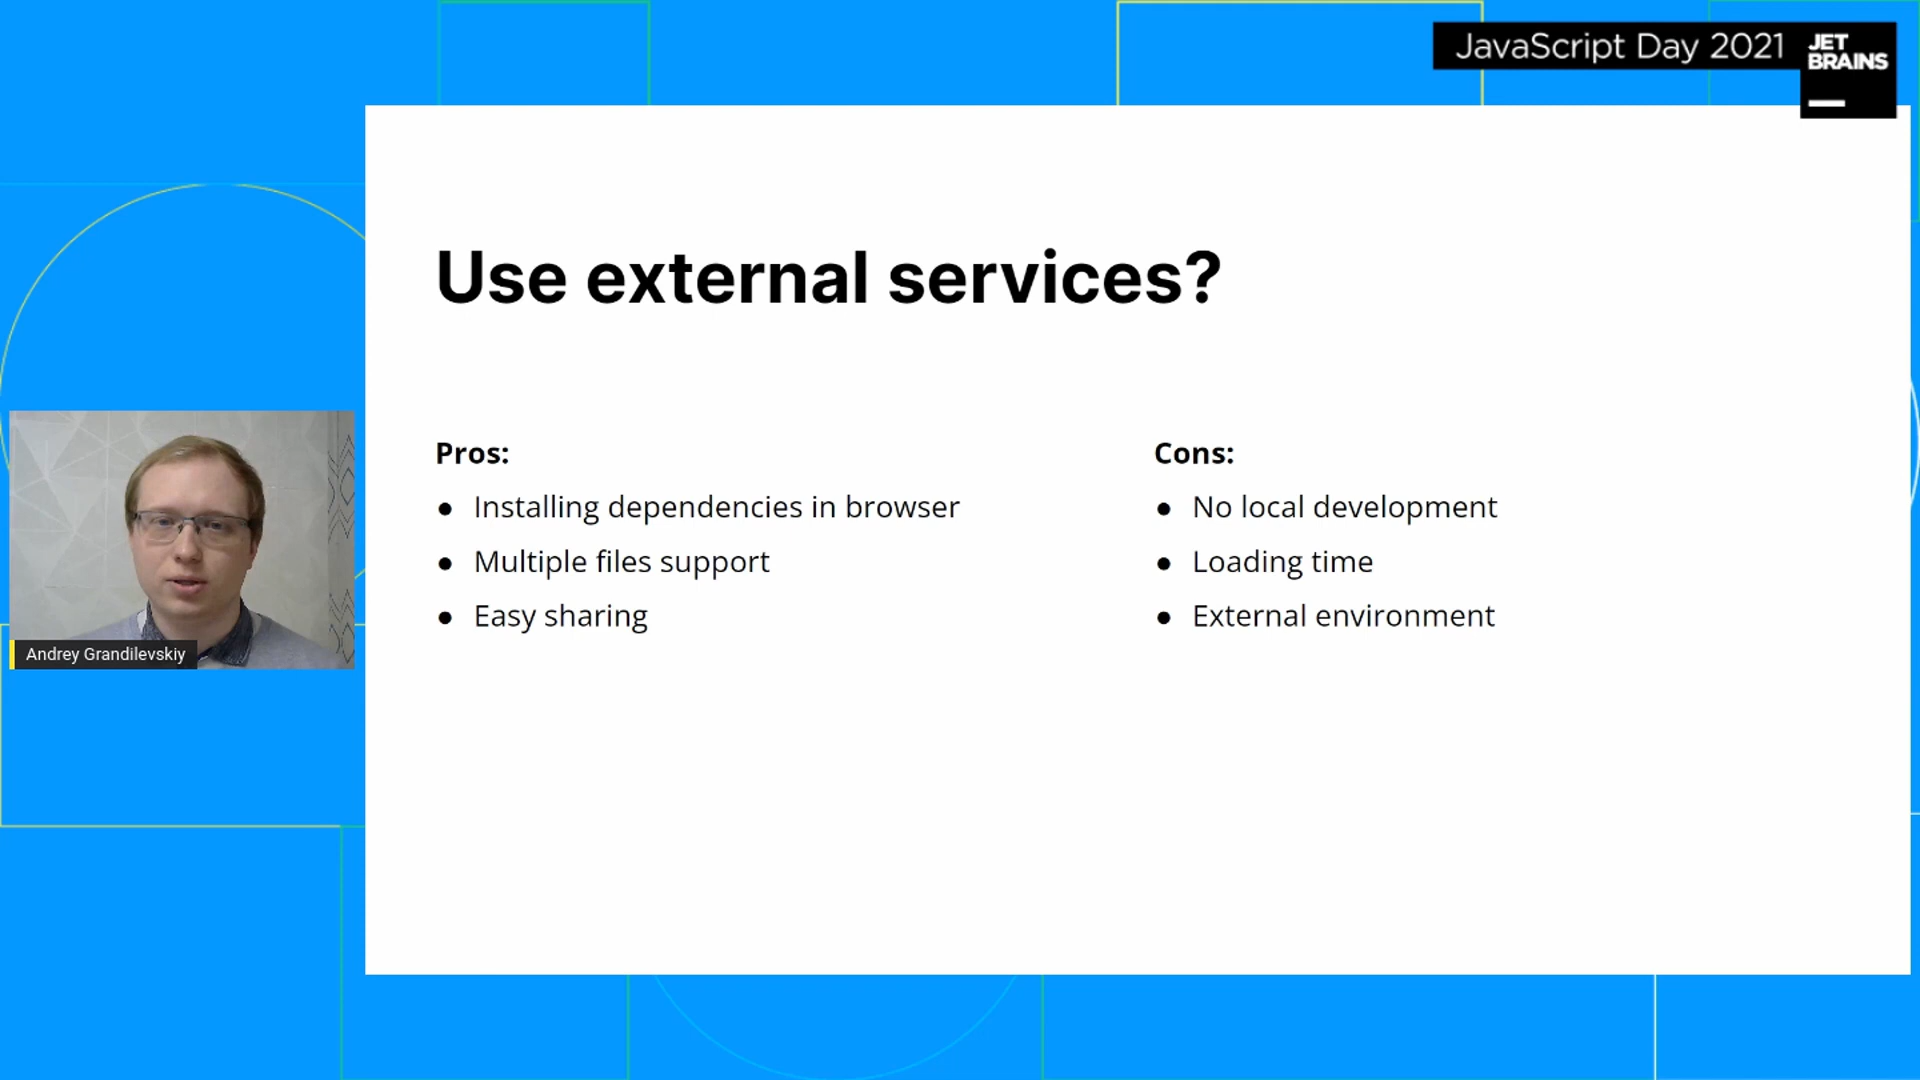 JavaScript Day 2021
JET
BRAINS
Use external services?
Pros:
● Installing dependencies in browser
● Multiple files support
● Easy sharing
Cons:
● No local development
● Loading time
● External environment
Andrey Grandilevskiy